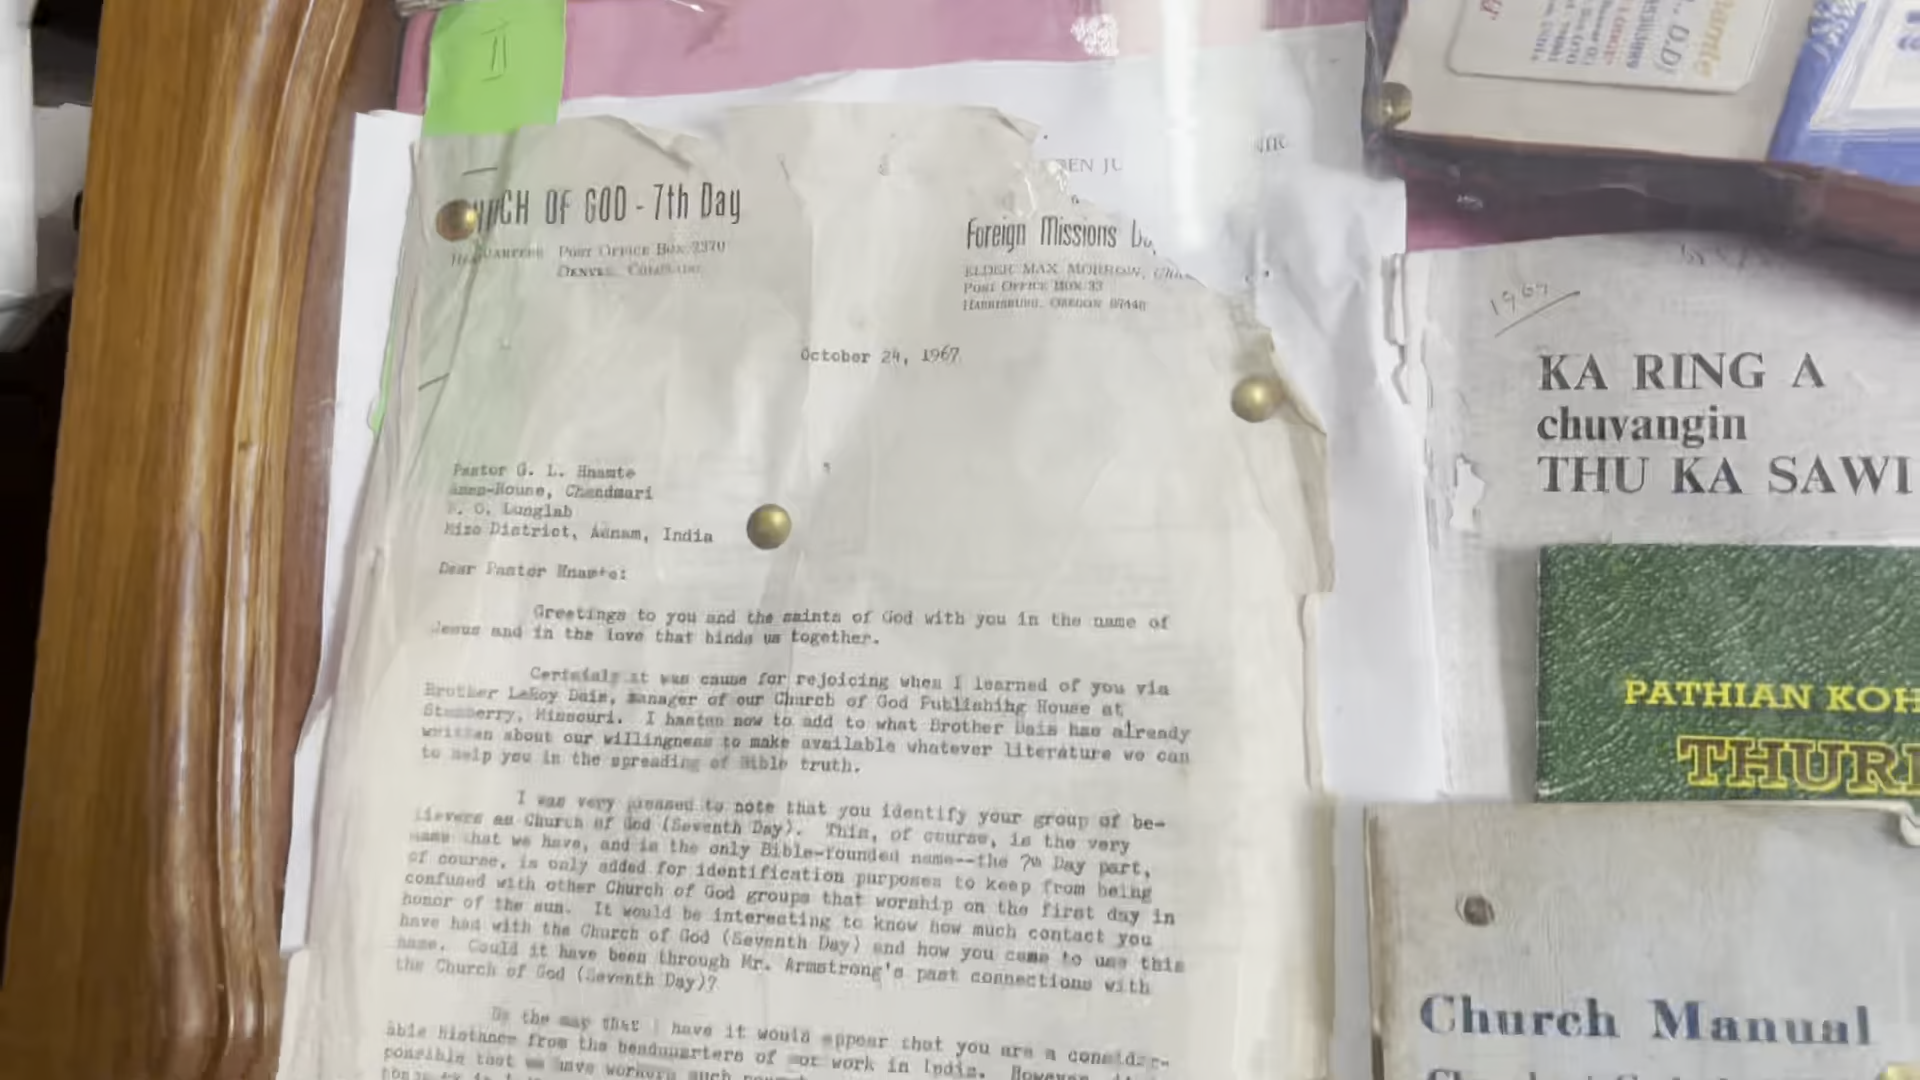 II
CH OF GOD - 7th Day
Post Office Box 2370
Denver, Colorado
Foreign Missions
ELDER MAX MORROW,
Post Office Box 33
Harrisburg, Oregon 97446
October 24, 1967
Pastor G. L. Hnamte
Chandmari
O. Lunglah
Mizo District, Assam, India
Dear Pastor Hnamte:
Greetings to you and the saints of God with you in the name of
Jesus and in the love that binds us together.
Certainly it was cause for rejoicing when I learned of you via
Brother LeRoy Dais, manager of our Church of God Publishing House at
Stanberry, Missouri. I hasten now to add to what Brother Dais has already
written about our willingness to make available whatever literature we can
to help you in the spreading of Bible truth.
I was very pleased to note that you identify your group of be-
lievers as Church of God (Seventh Day). This, of course, is the very
name that we have, and is the only Bible-founded name--the 7th Day part,
of course, is only added for identification purposes to keep from being
confused with other Church of God groups that worship on the first day in
honor of the sun. It would be interesting to know how much contact you
have had with the Church of God (Seventh Day) and how you came to use this
name. Could it have been through Mr. Armstrong's past connections with
the Church of God (Seventh Day)?
By the map that I have it would appear that you are a consider-
able distance from the headquarters of our work in India. However,
possible that we have workers much
1967
KA RING A
chuvangin
THU KA SAWI
PATHIAN KOH
THUR
Church Manual